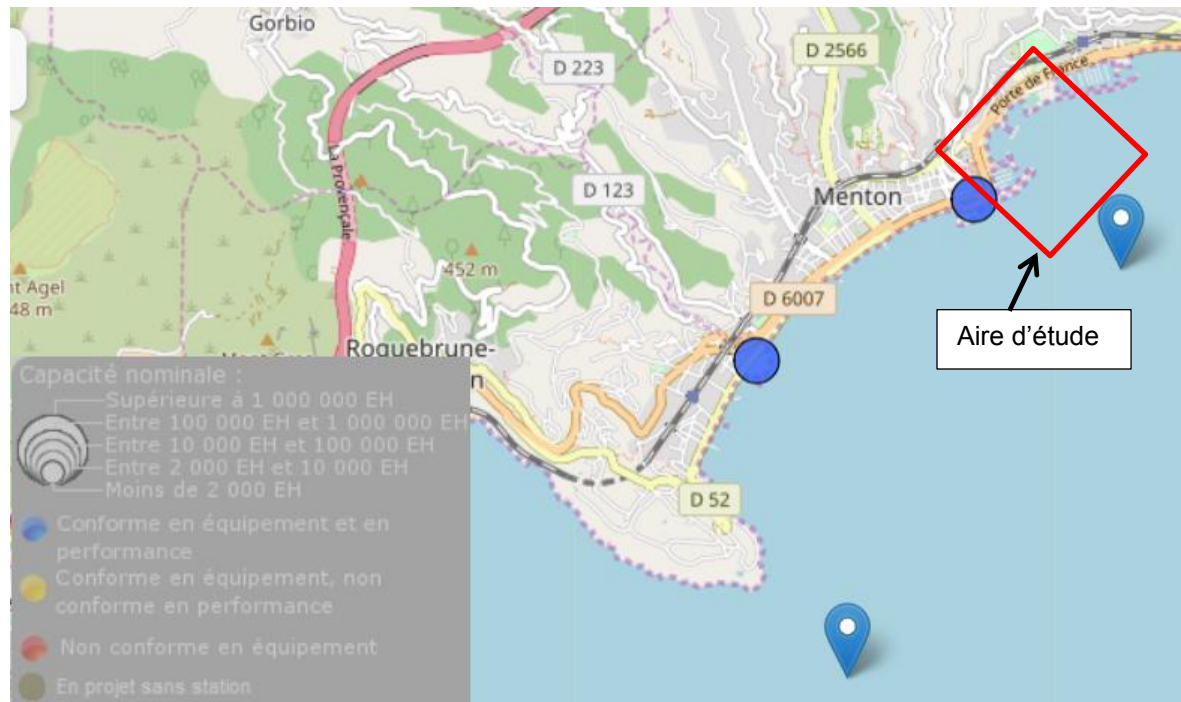 Gorbio
D 223
D 2566
Porte de France
La Provençale
D 123
Menton
452 m
nt Agel
48 m
D 6007
Aire d'étude
Roquebrune-
n
Capacité nominale :
Supérieure à 1 000 000 EH
Entre 100 000 EH et 1 000 000 EH
Entre 10 000 EH et 100 000 EH
Entre 2 000 EH et 10 000 EH
Moins de 2 000 EH
D 52
Conforme en équipement et en
performance
Conforme en équipement, non
conforme en performance
Non conforme en équipement
En projet sans station